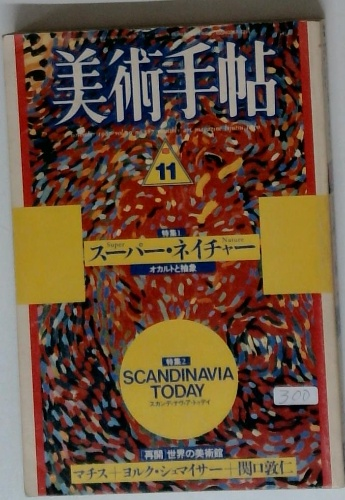 美術手帖
11
特集1
Super Nature
スーパー・ネイチャー
オカルトと抽象
特集2
SCANDINAVIA
TODAY
スカンディナヴィア・トゥデイ
300
[再開]世界の美術館
マチス+ヨルク・シュマイサー+関口敦仁